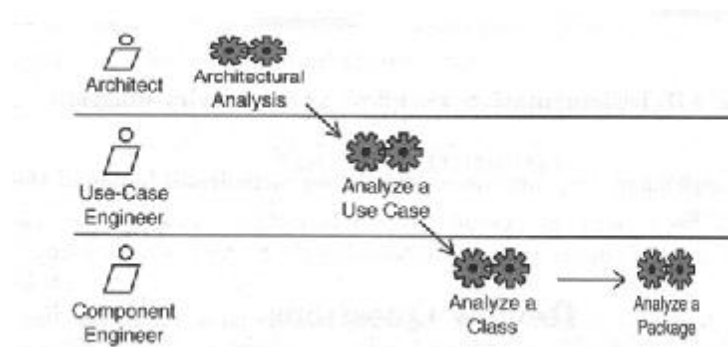 Architect
Architectural
Analysis
Use-Case
Engineer
Analyze a
Use Case
Component
Engineer
Analyze a
Class
Analyze a
Package